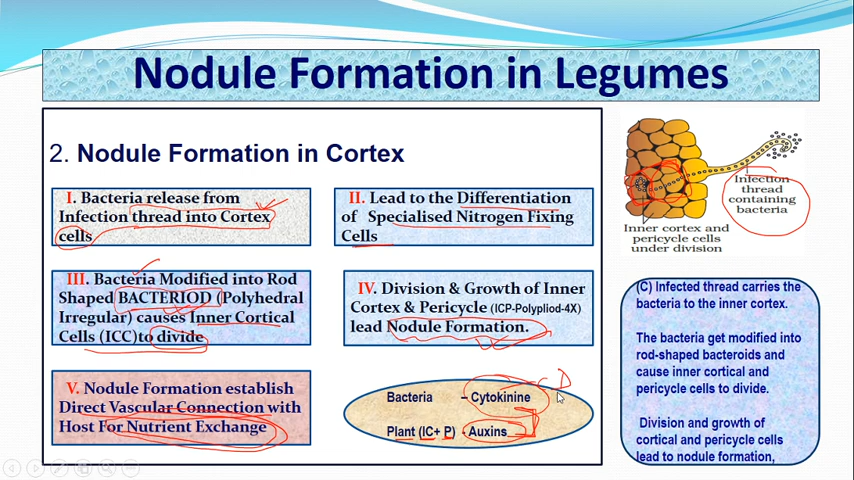 Nodule Formation in Legumes
2. Nodule Formation in Cortex
I. Bacteria release from
Infection thread into Cortex
cells
II. Lead to the Differentiation
of Specialised Nitrogen Fixing
Cells
III. Bacteria Modified into Rod
Shaped BACTERIOD (Polyhedral
Irregular) causes Inner Cortical
Cells (ICC)to divide
IV. Division & Growth of Inner
Cortex & Pericycle (ICP-Polypliod-4X)
lead Nodule Formation.
V. Nodule Formation establish
Direct Vascular Connection with
Host For Nutrient Exchange
Bacteria – Cytokinine
Plant (IC+ P) - Auxins
Infection
thread
containing
bacteria
Inner cortex and
pericycle cells
under division
(C) Infected thread carries the
bacteria to the inner cortex.
The bacteria get modified into
rod-shaped bacteroids and
cause inner cortical and
pericycle cells to divide.
Division and growth of
cortical and pericycle cells
lead to nodule formation,